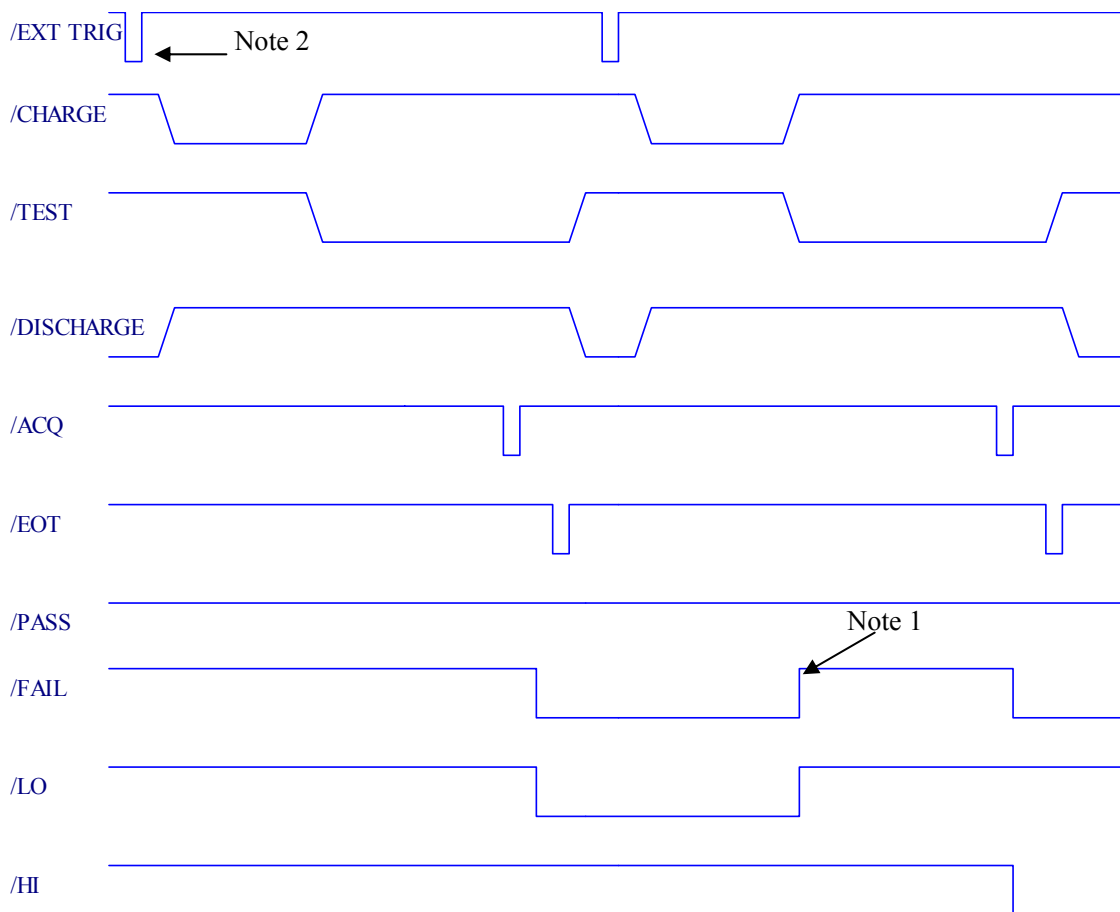 /EXT TRIG
Note 2
/CHARGE
/TEST
/DISCHARGE
/ACQ
/EOT
/PASS
Note 1
/FAIL
/LO
/HI